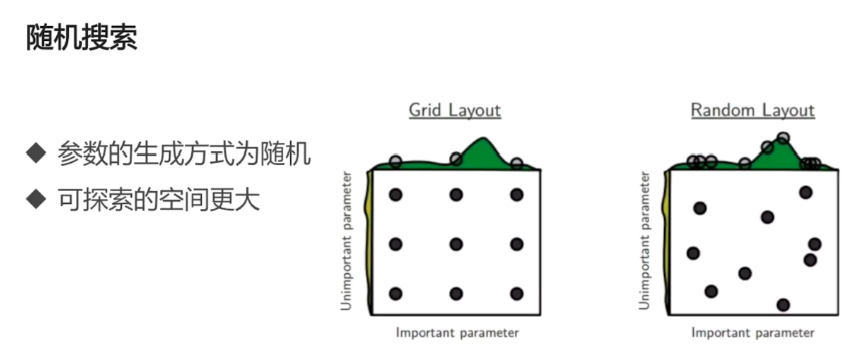 随机搜索
◆ 参数的生成方式为随机
◆ 可探索的空间更大
Grid Layout
Unimportant parameter
Important parameter
Random Layout
Unimportant parameter
Important parameter